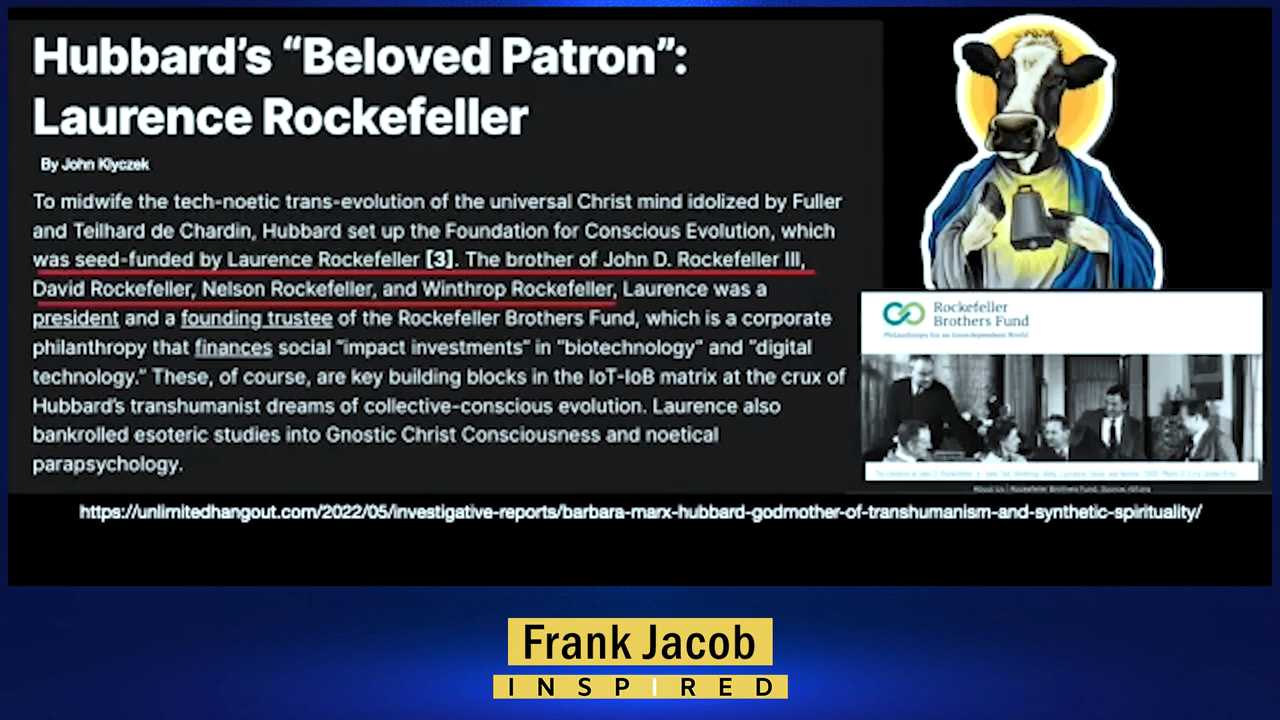 Hubbard's “Beloved Patron”:
Laurence Rockefeller
By John Klyczek
To midwife the tech-noetic trans-evolution of the universal Christ mind idolized by Fuller
and Teilhard de Chardin, Hubbard set up the Foundation for Conscious Evolution, which
was seed-funded by Laurence Rockefeller [3]. The brother of John D. Rockefeller III,
David Rockefeller, Nelson Rockefeller, and Winthrop Rockefeller, Laurence was a
president and a founding trustee of the Rockefeller Brothers Fund, which is a corporate
philanthropy that finances social “impact investments” in “biotechnology” and “digital
technology.” These, of course, are key building blocks in the IoT-IoB matrix at the crux of
Hubbard's transhumanist dreams of collective-conscious evolution. Laurence also
bankrolled esoteric studies into Gnostic Christ Consciousness and noetical
parapsychology.
Rockefeller
Brothers Fund
Philanthropy for an Interdependent World
About Us | Rockefeller Brothers Fund.
https://unlimitedhangout.com/2022/05/investigative-reports/barbara-marx-hubbard-godmother-of-transhumanism-and-synthetic-spirituality/
Frank Jacob
INSPIRED